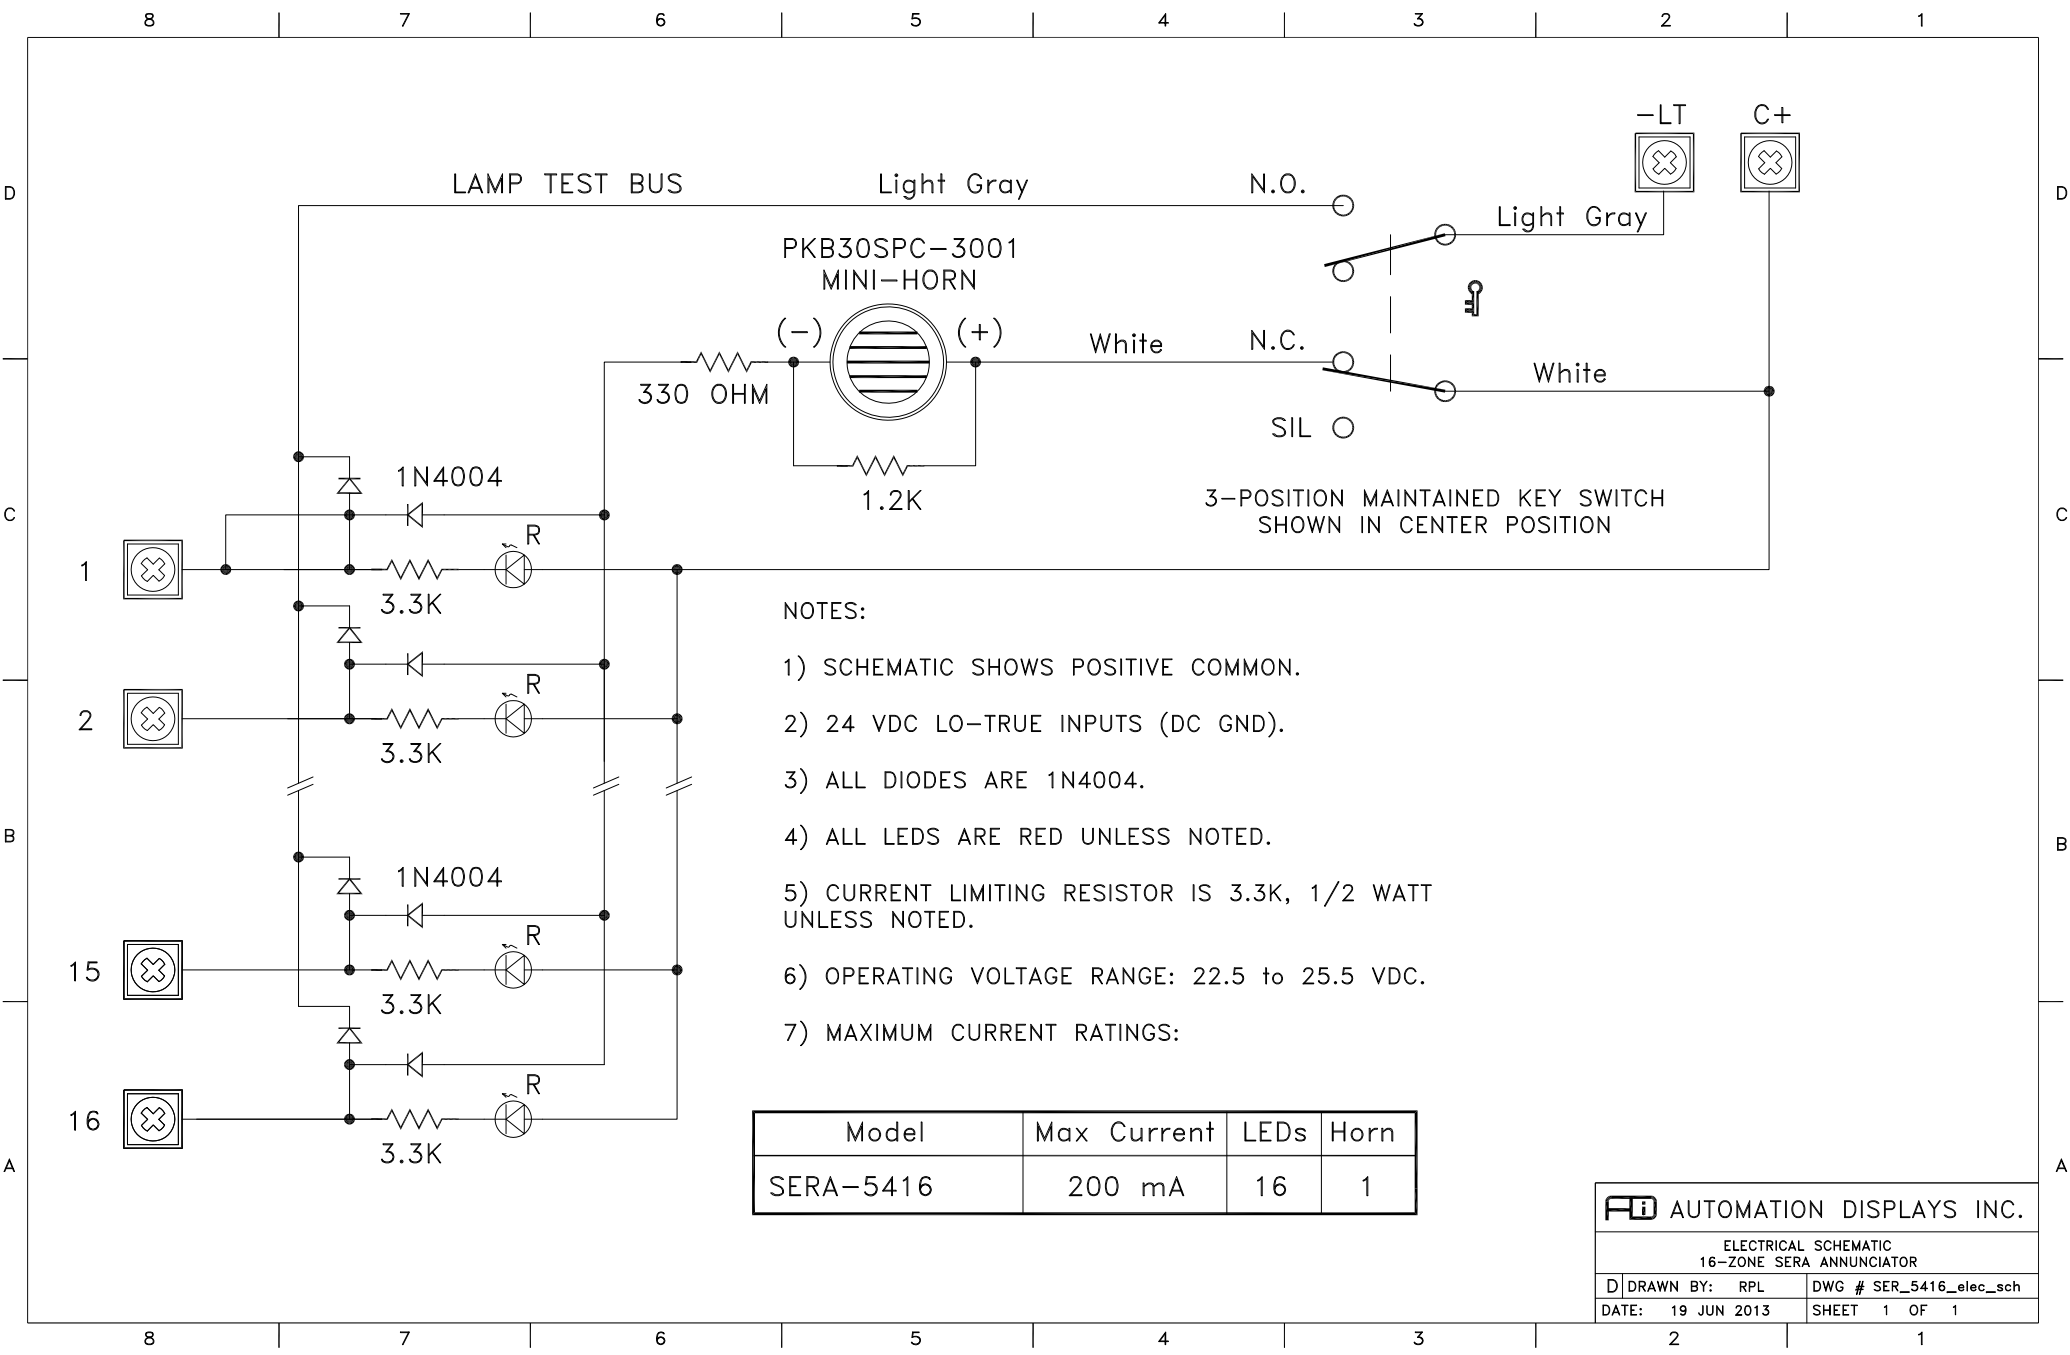 8 7 6 5 4 3 2 1
-LT C+
D LAMP TEST BUS Light Gray N.O. D
Light Gray
PKB30SPC-3001
MINI-HORN
(-) (+)
White N.C.
330 OHM
White
SIL
1N4004
1.2K
3-POSITION MAINTAINED KEY SWITCH
SHOWN IN CENTER POSITION
C C
R
1
3.3K
NOTES:
1) SCHEMATIC SHOWS POSITIVE COMMON.
R
2
3.3K
2) 24 VDC LO-TRUE INPUTS (DC GND).
3) ALL DIODES ARE 1N4004.
B B
4) ALL LEDS ARE RED UNLESS NOTED.
1N4004
5) CURRENT LIMITING RESISTOR IS 3.3K, 1/2 WATT
UNLESS NOTED.
R
15
3.3K
6) OPERATING VOLTAGE RANGE: 22.5 to 25.5 VDC.
7) MAXIMUM CURRENT RATINGS:
R
16
3.3K
Model Max Current LEDs Horn
SERA-5416 200 mA 16 1
A A
ADi AUTOMATION DISPLAYS INC.
ELECTRICAL SCHEMATIC
16-ZONE SERA ANNUNCIATOR
D DRAWN BY: RPL DWG # SER_5416_elec_sch
DATE: 19 JUN 2013 SHEET 1 OF 1
8 7 6 5 4 3 2 1